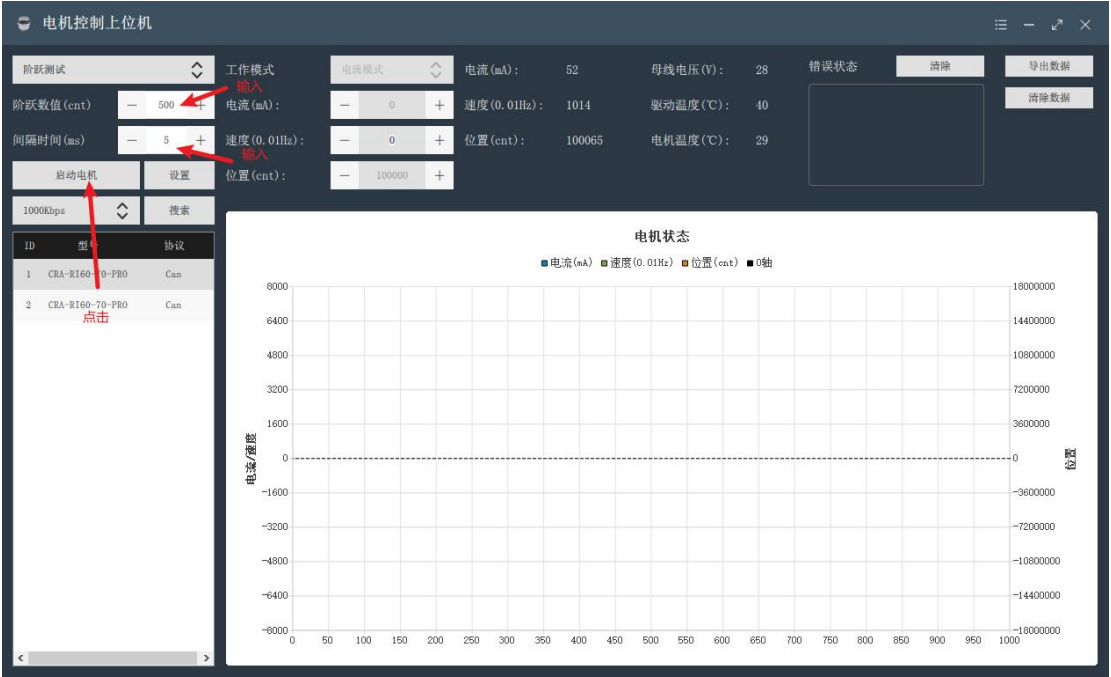 电机控制上位机
阶跃测试
工作模式
电流模式
电流(mA):
52
母线电压(V):
28
错误状态
清除
导出数据
输入
阶跃数值(cnt)
－ 500 ＋
电流(mA):
－ 0 ＋
速度(0.01Hz):
1014
驱动温度(℃):
40
清除数据
间隔时间(ms)
－ 5 ＋
速度(0.01Hz):
－ 0 ＋
位置(cnt):
100065
电机温度(℃):
29
输入
启动电机
设置
位置(cnt):
－ 100000 ＋
1000Kbps
搜索
ID 型号 协议
1 CRA-RI60-70-PRO Can
2 CRA-RI60-70-PRO Can
点击
电机状态
电流(mA) 速度(0.01Hz) 位置(cnt) 0轴
8000
6400
4800
3200
1600
0
-1600
-3200
-4800
-6400
-8000
电流/速度
18000000
14400000
10800000
7200000
3600000
0
-3600000
-7200000
-10800000
-14400000
-18000000
位置
0 50 100 150 200 250 300 350 400 450 500 550 600 650 700 750 800 850 900 950 1000